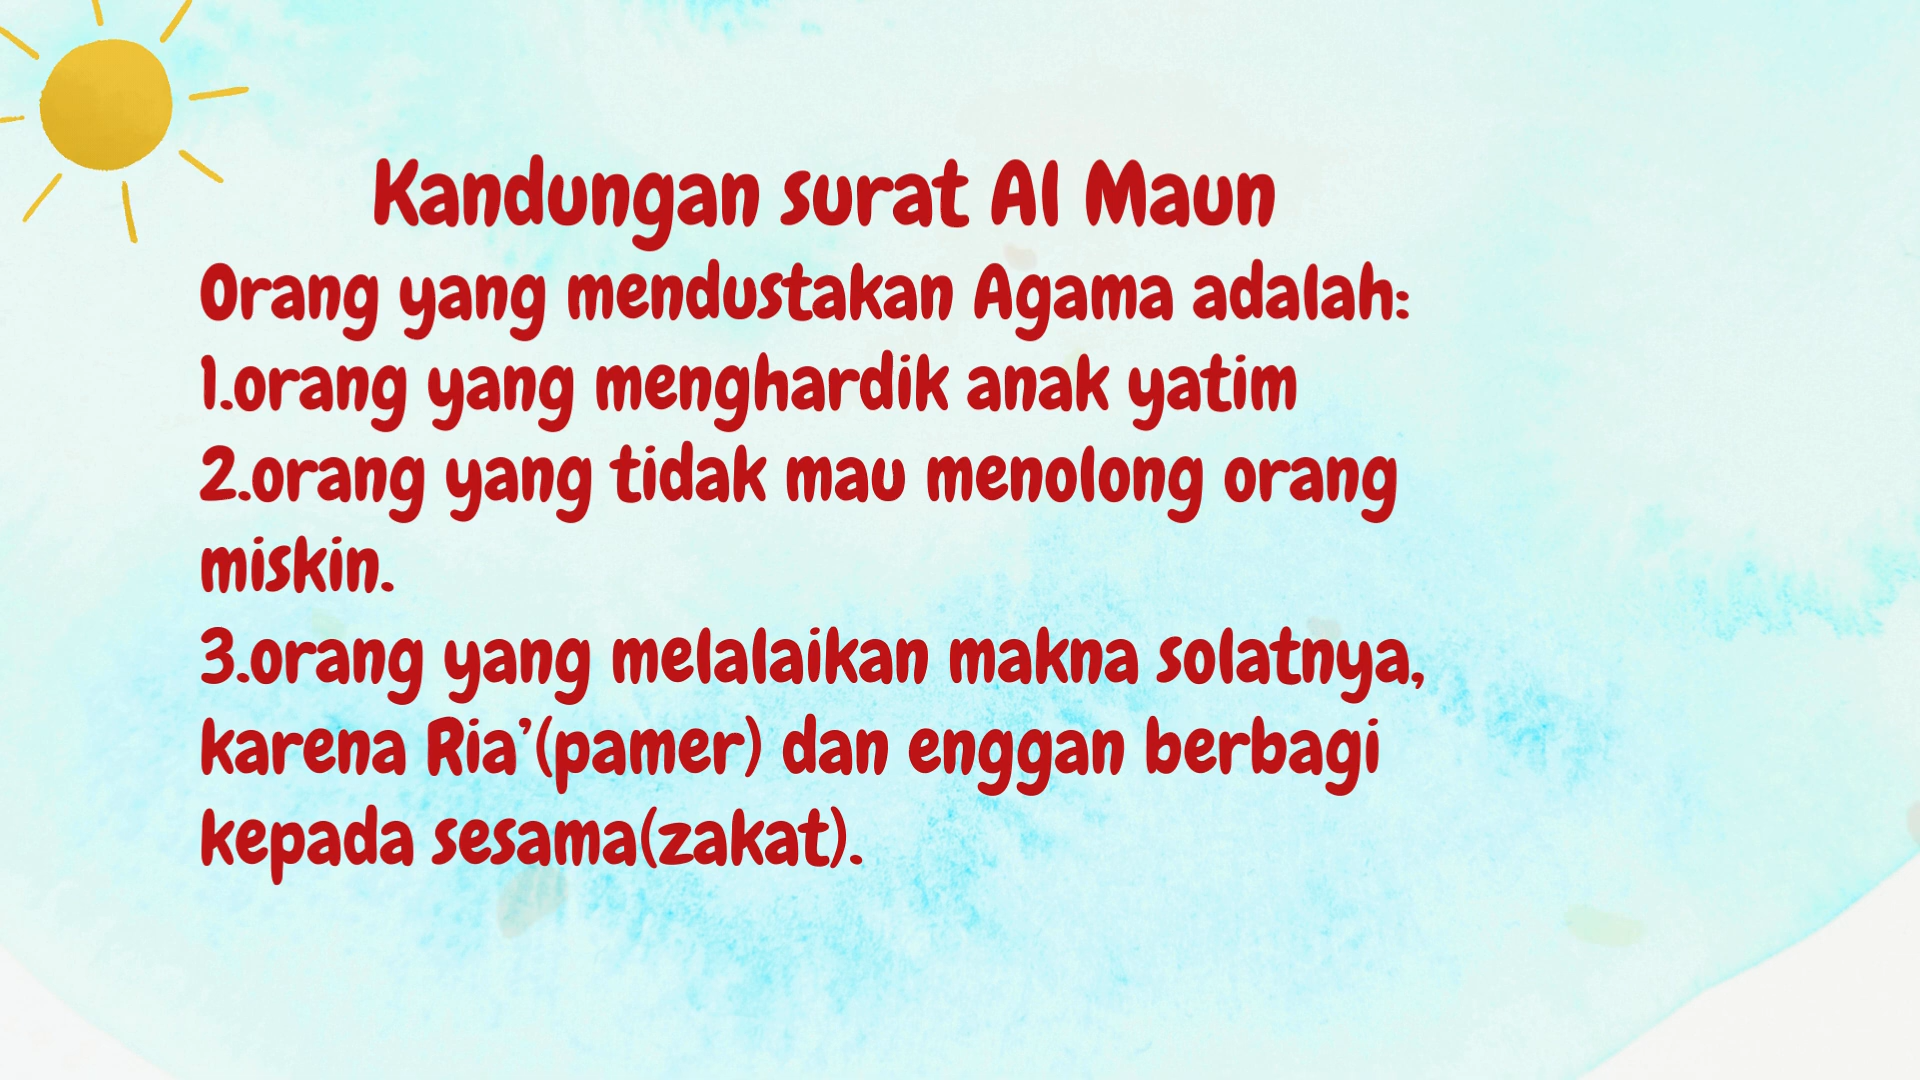 Kandungan surat Al Maun
Orang yang mendustakan Agama adalah:
1.orang yang menghardik anak yatim
2.orang yang tidak mau menolong orang
miskin.
3.orang yang melalaikan makna solatnya,
karena Ria’(pamer) dan enggan berbagi
kepada sesama(zakat).